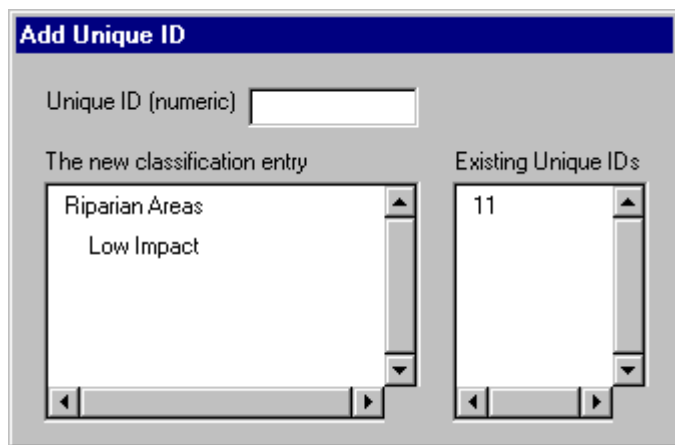 Add Unique ID
Unique ID (numeric)
The new classification entry
Existing Unique IDs
Riparian Areas
11
Low Impact